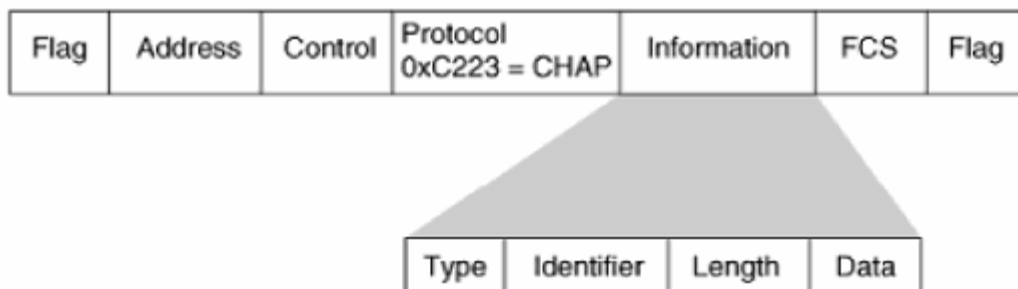 Flag Address Control Protocol Information FCS Flag
0xC223 = CHAP
Type Identifier Length Data